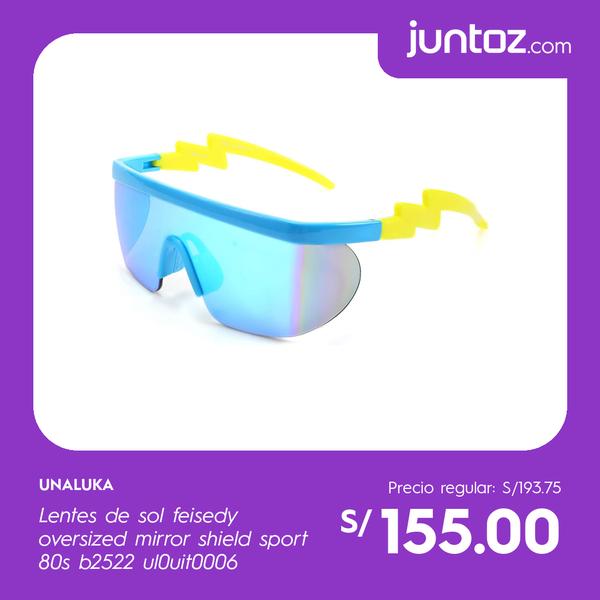 juntoz.com
UNALUKA
Lentes de sol feisedy
oversized mirror shield sport
80s b2522 ul0uit0006
Precio regular: S/193.75
S/155.00